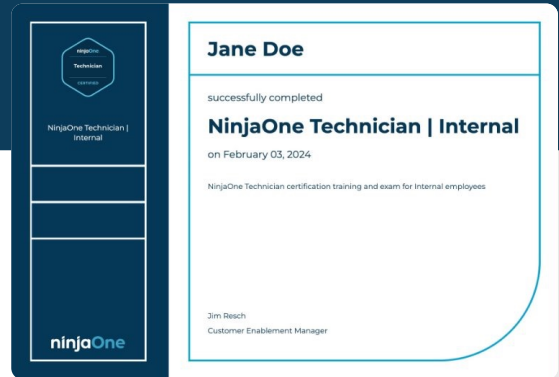 ninjaOne
Technician
CERTIFIED
NinjaOne Technician |
Internal
ninjaOne
Jane Doe
successfully completed
NinjaOne Technician | Internal
on February 03, 2024
NinjaOne Technician certification training and exam for Internal employees
Jim Resch
Customer Enablement Manager